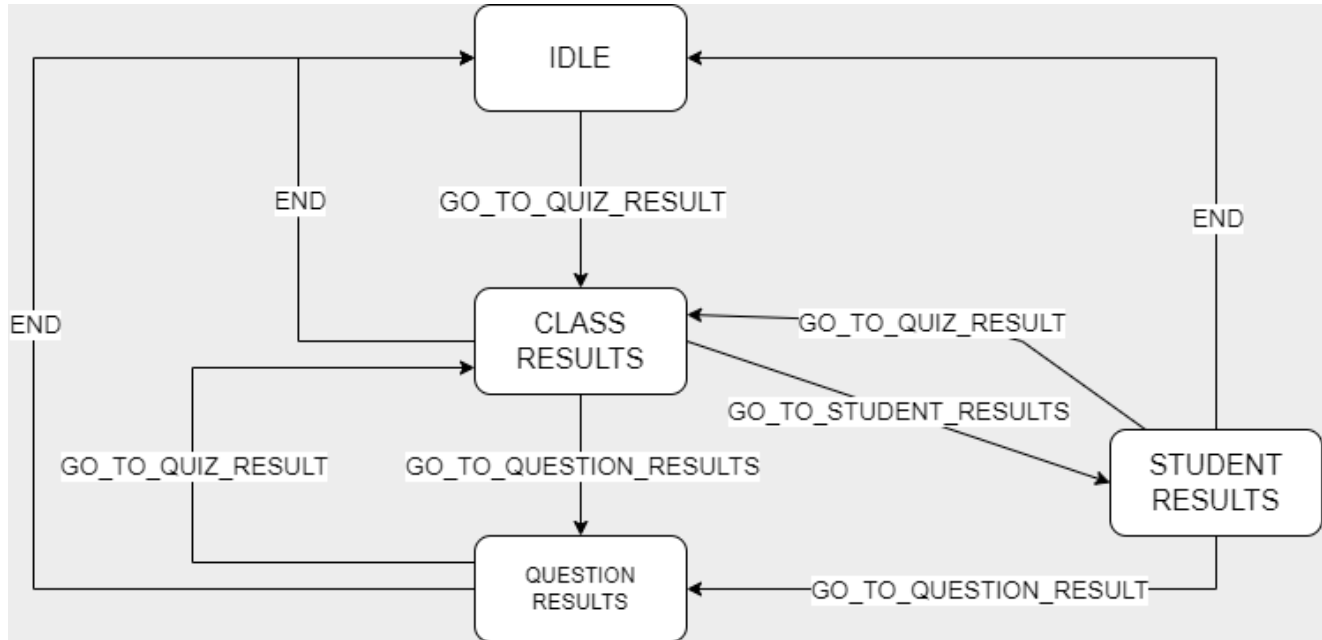 IDLE
END
GO_TO_QUIZ_RESULT
END
END
CLASS
RESULTS
GO_TO_QUIZ_RESULT
GO_TO_STUDENT_RESULTS
GO_TO_QUIZ_RESULT
GO_TO_QUESTION_RESULTS
STUDENT
RESULTS
QUESTION
RESULTS
GO_TO_QUESTION_RESULT